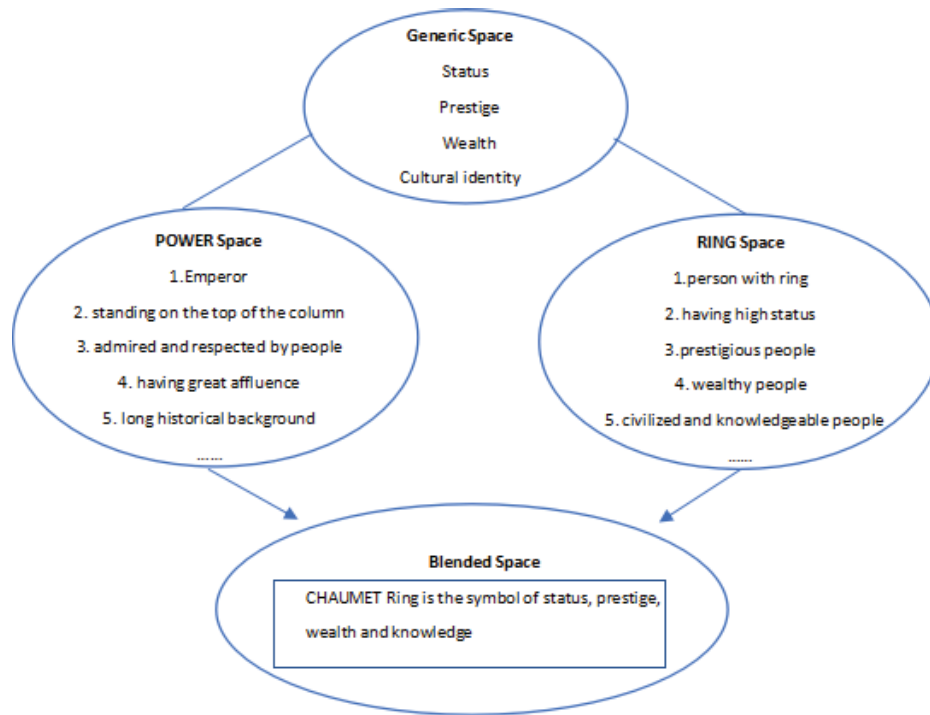 Generic Space
Status
Prestige
Wealth
Cultural identity
POWER Space
1.Emperor
2. standing on the top of the column
3. admired and respected by people
4. having great affluence
5. long historical background
......
RING Space
1.person with ring
2. having high status
3.prestigious people
4. wealthy people
5. civilized and knowledgeable people
......
Blended Space
CHAUMET Ring is the symbol of status, prestige,
wealth and knowledge